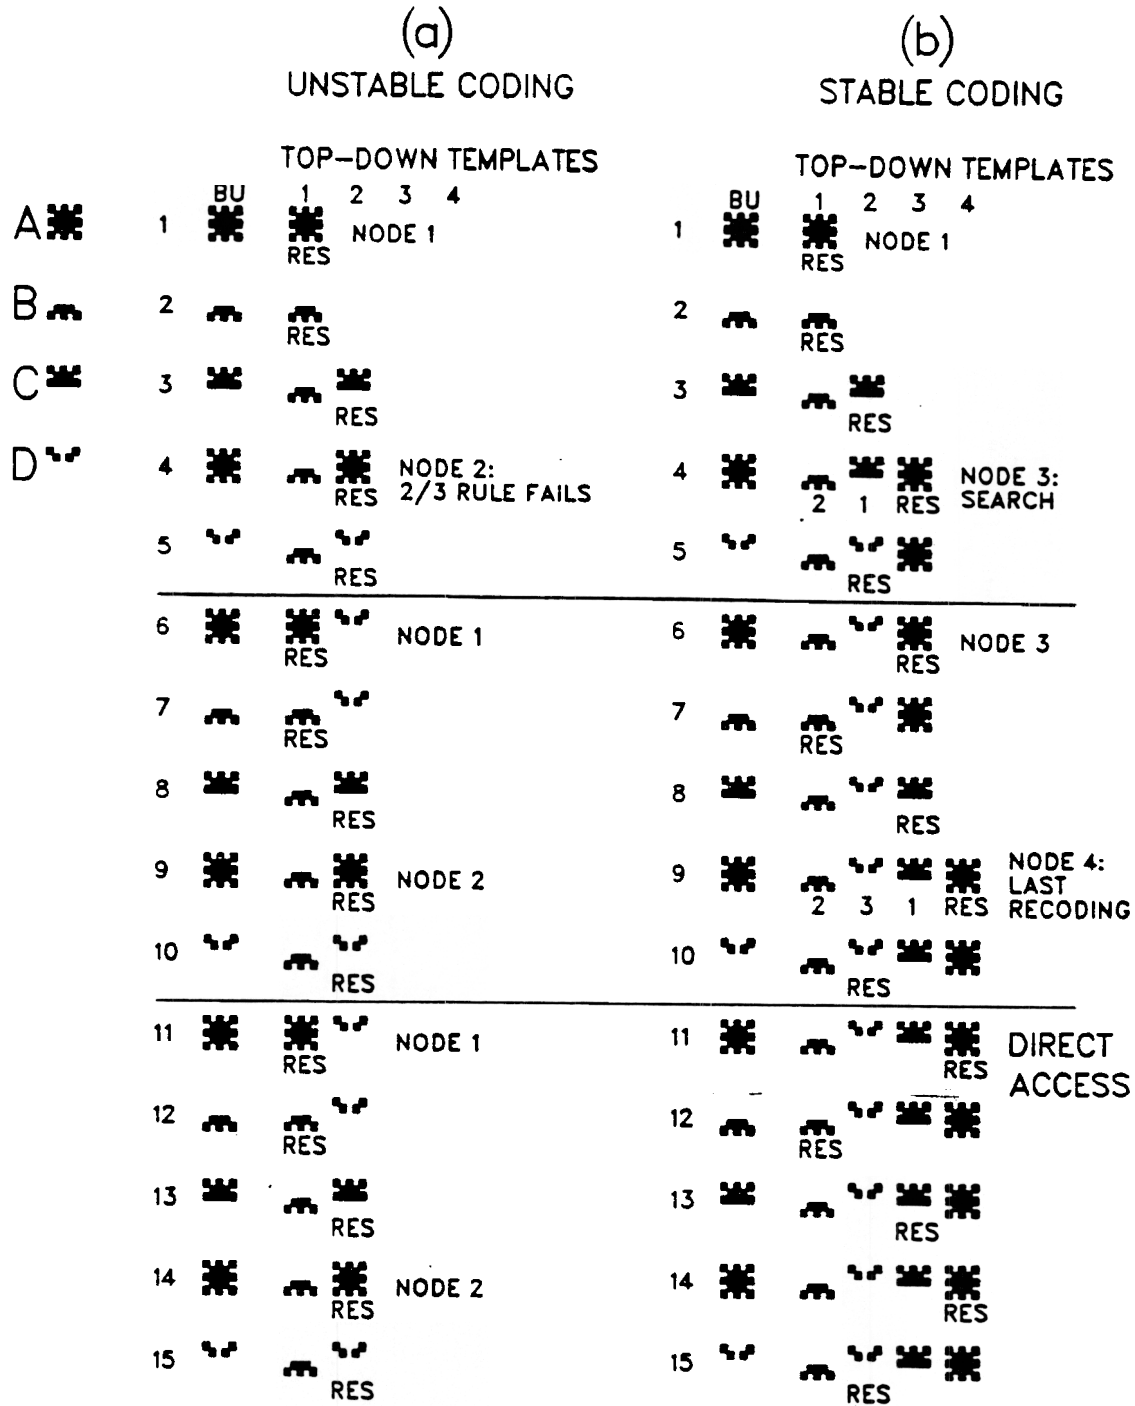 (a) (b)
UNSTABLE CODING STABLE CODING
TOP-DOWN TEMPLATES TOP-DOWN TEMPLATES
BU 1 2 3 4 BU 1 2 3 4
A 1 NODE 1 1 NODE 1
RES RES
B 2 2
RES RES
C 3 3
RES RES
D 4 NODE 2: 4 NODE 3:
RES 2/3 RULE FAILS 2 1 RES SEARCH
5 5
RES RES
6 NODE 1 6 NODE 3
RES RES
7 7
RES RES
8 8
RES RES
9 NODE 2 9 NODE 4:
LAST
RES 2 3 1 RES RECODING
10 10
RES RES
11 NODE 1 11 DIRECT
RES RES ACCESS
12 12
RES RES
13 13
RES RES
14 NODE 2 14
RES RES
15 15
RES RES